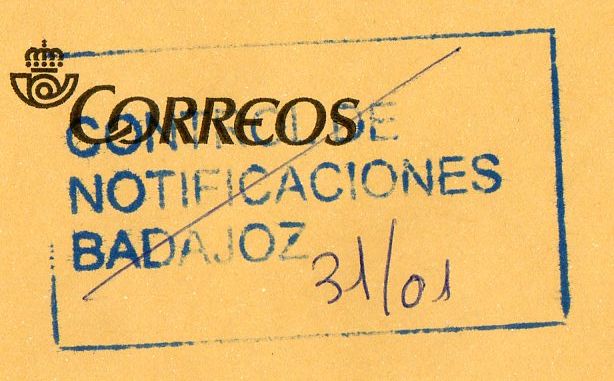 CORREOS
CONTROL DE
NOTIFICACIONES
BADAJOZ
31/01